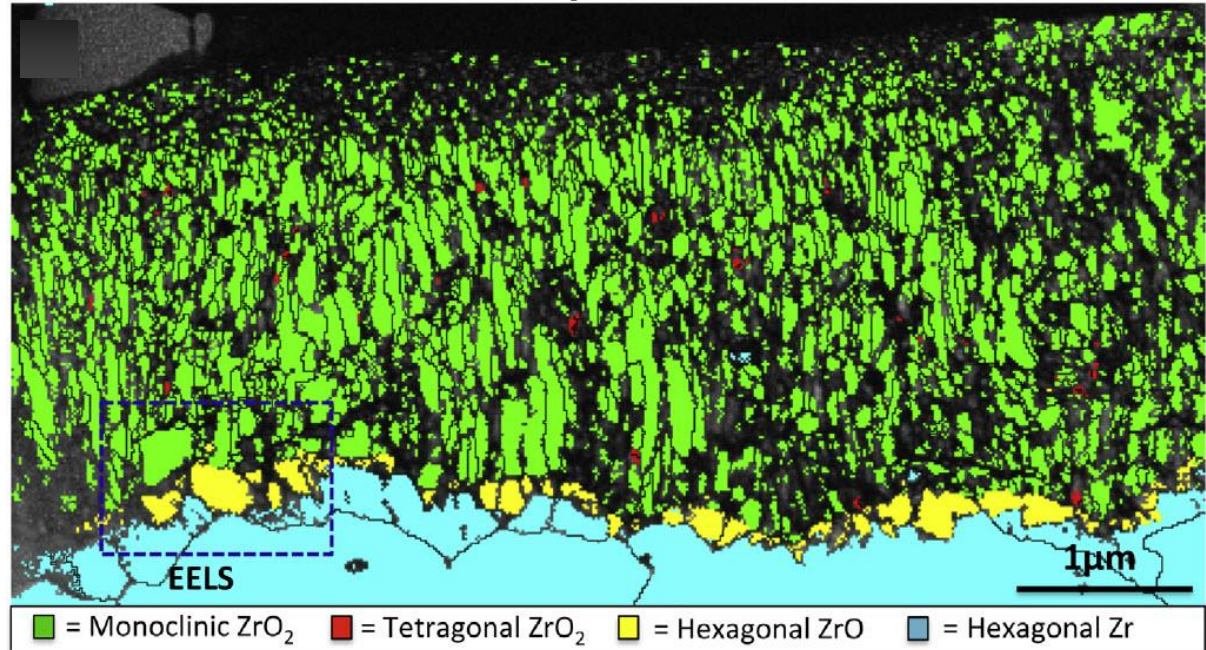 EELS
1μm
= Monoclinic ZrO₂ = Tetragonal ZrO₂ = Hexagonal ZrO = Hexagonal Zr